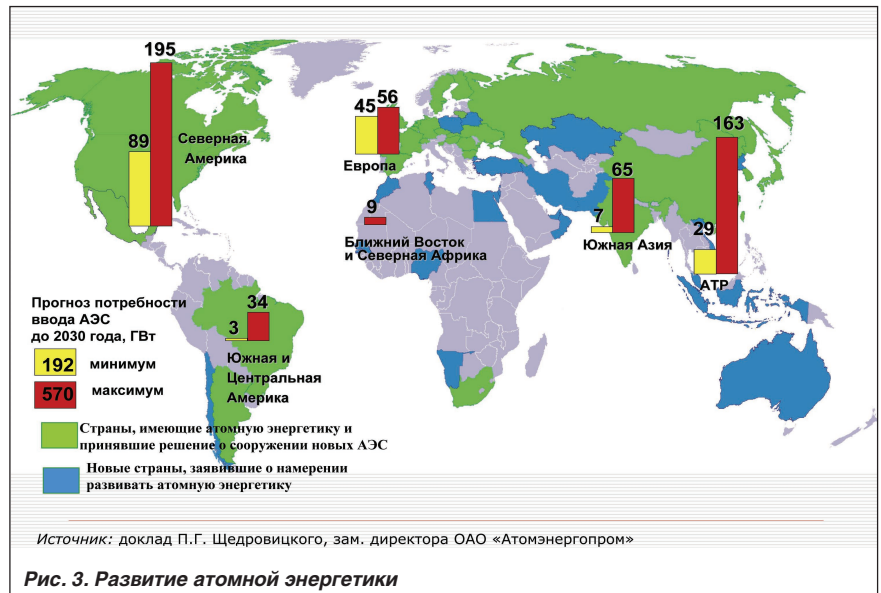 195
89
Северная
Америка
45
56
Европа
9
Ближний Восток
и Северная Африка
65
7
Южная Азия
163
29
АТР
34
3
Южная и
Центральная
Америка
Прогноз потребности
ввода АЭС
до 2030 года, ГВт
192 минимум
570 максимум
Страны, имеющие атомную энергетику и
принявшие решение о сооружении новых АЭС
Новые страны, заявившие о намерении
развивать атомную энергетику
Источник: доклад П.Г. Щедровицкого, зам. директора ОАО «Атомэнергопром»
Рис. 3. Развитие атомной энергетики